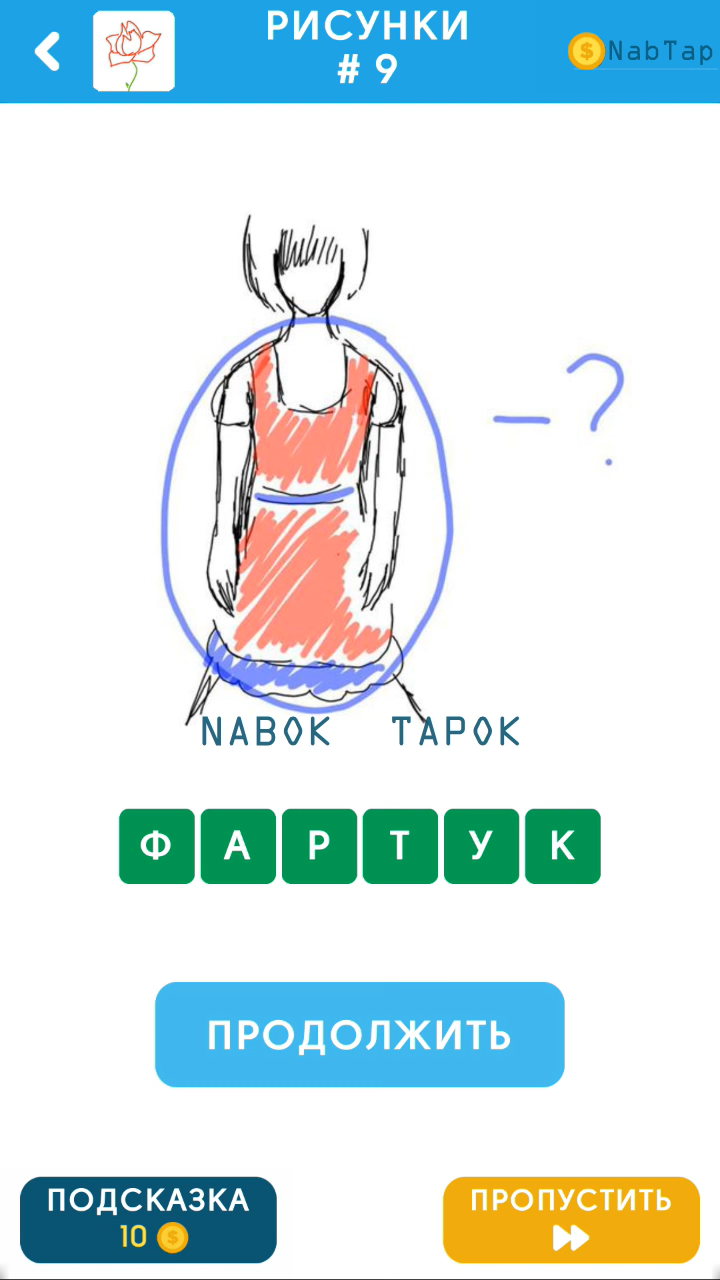 РИСУНКИ
# 9
NabTap
– ?
NABOK TAPOK
ФАРТУК
ПРОДОЛЖИТЬ
ПОДСКАЗКА
10
ПРОПУСТИТЬ